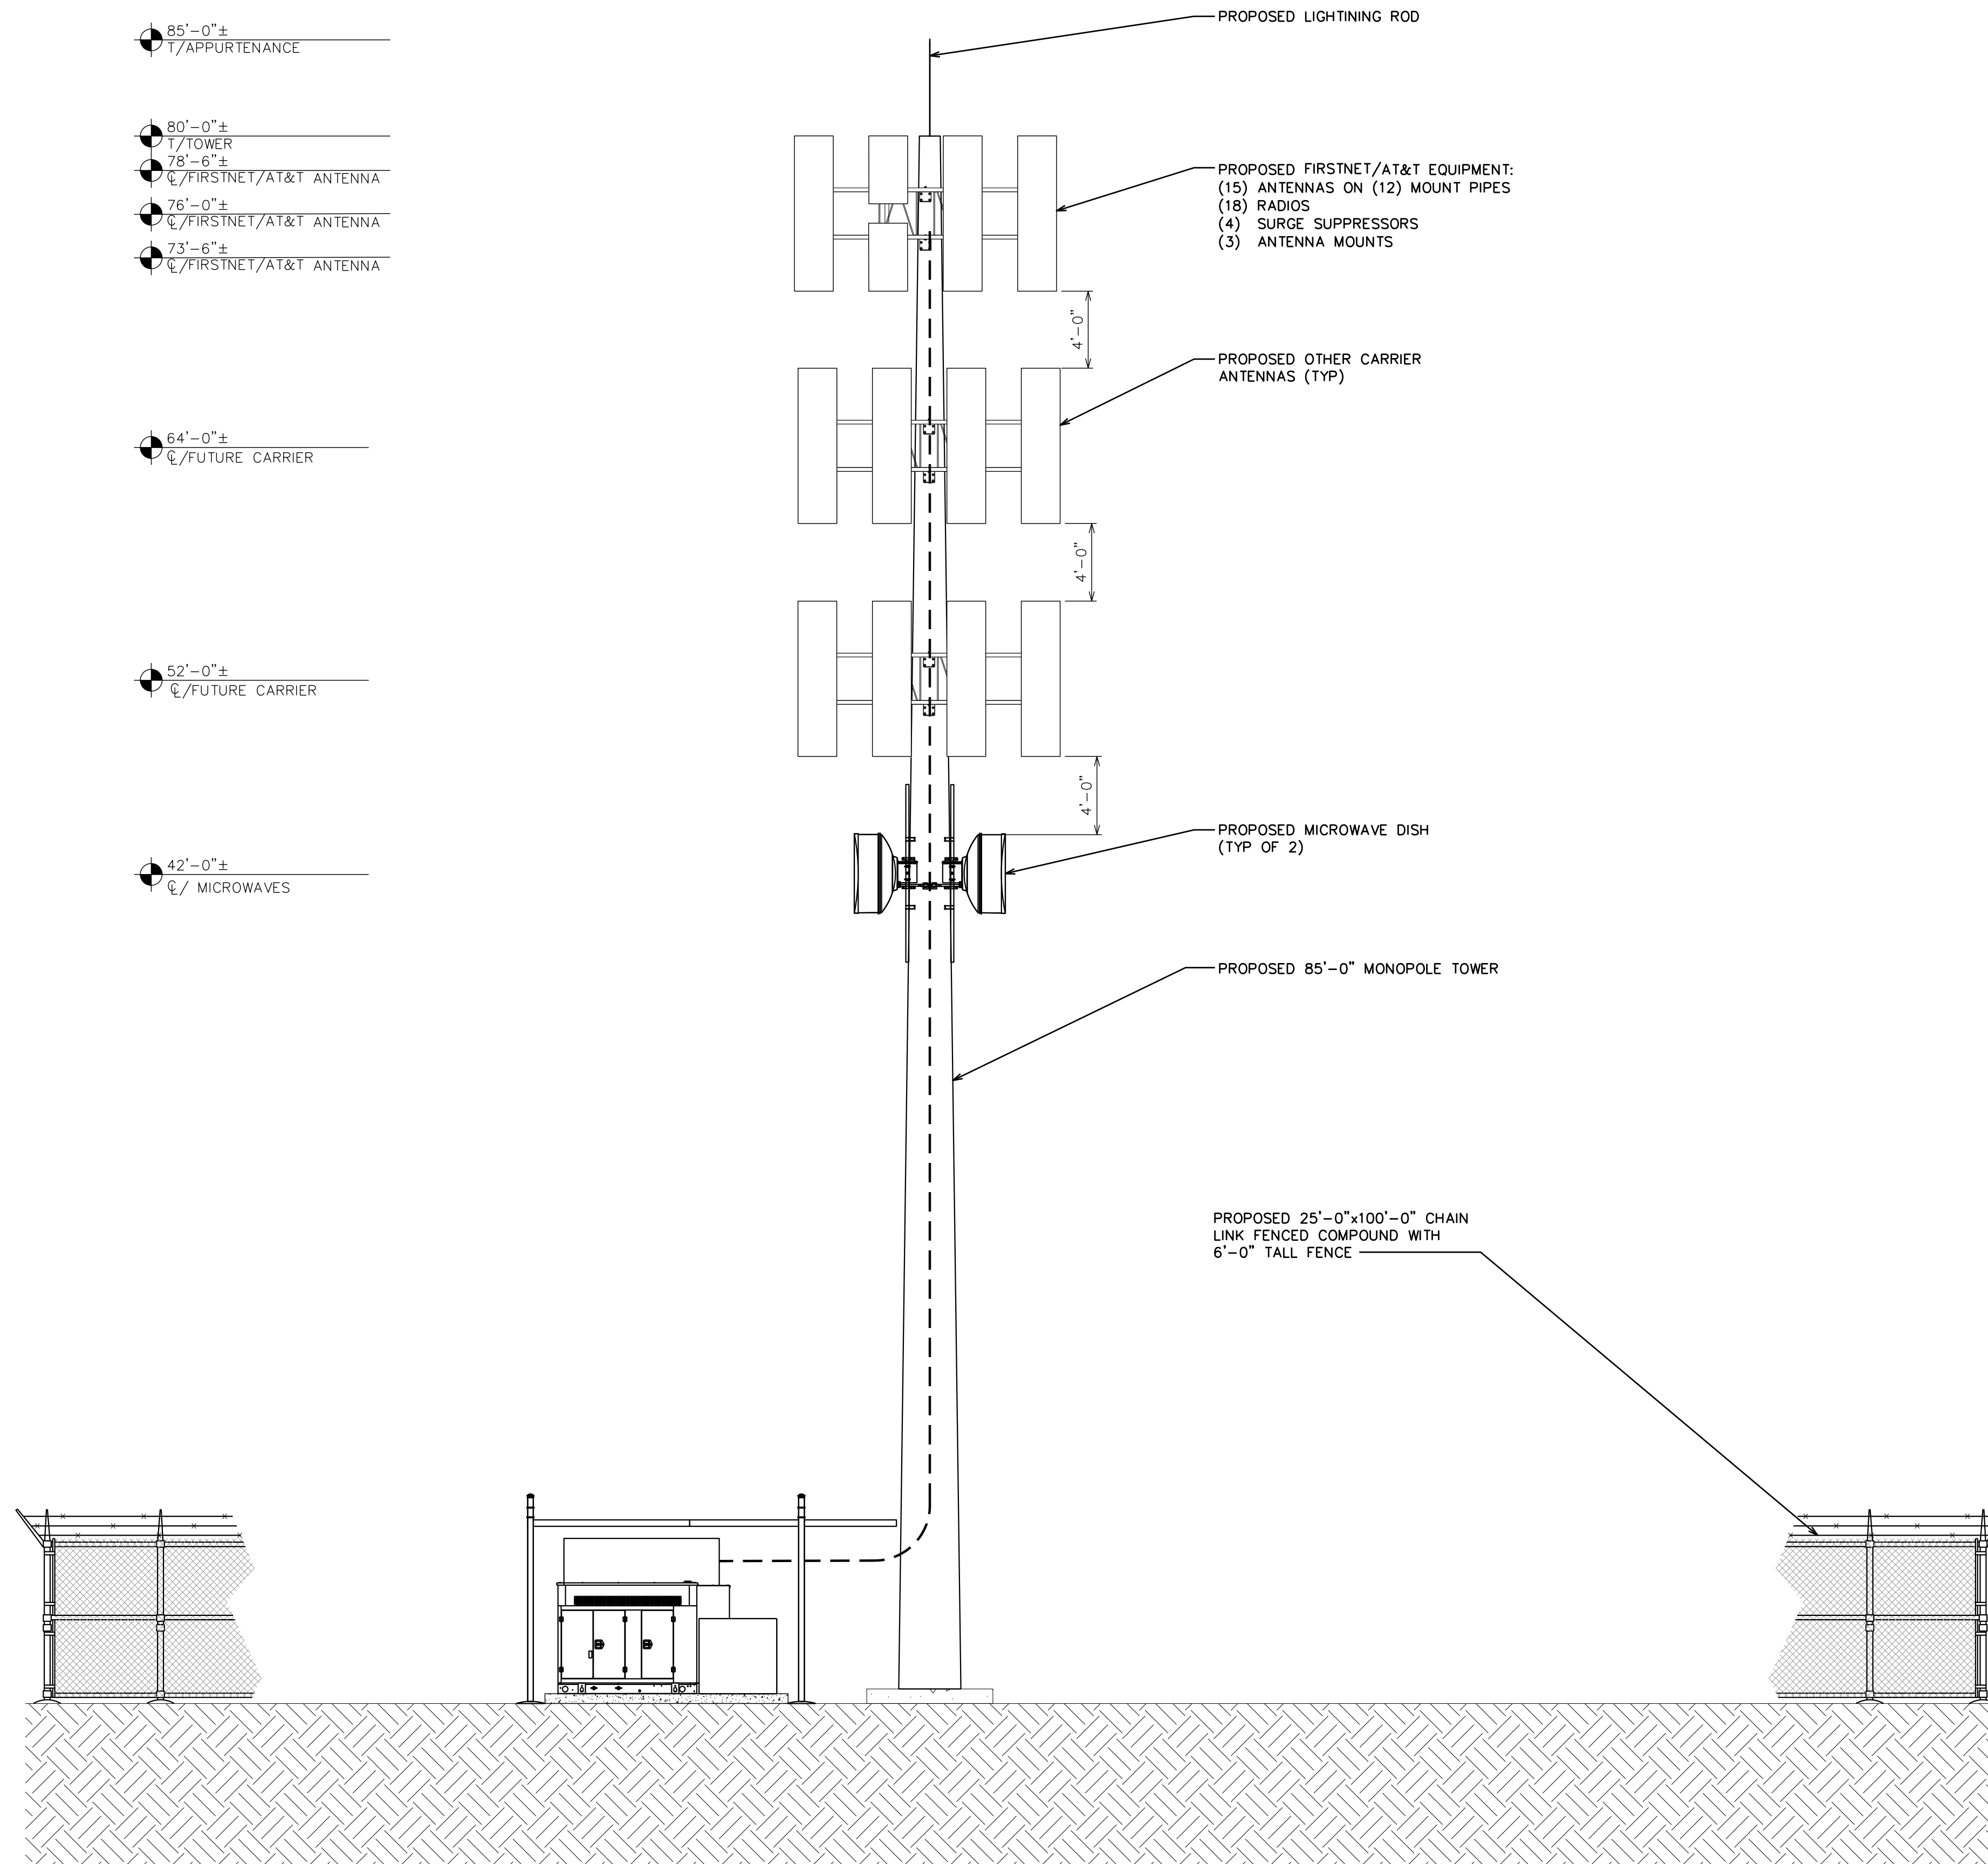 85'-0"±
T/APPURTENANCE
80'-0"±
T/TOWER
78'-6"±
℄/FIRSTNET/AT&T ANTENNA
76'-0"±
℄/FIRSTNET/AT&T ANTENNA
73'-6"±
℄/FIRSTNET/AT&T ANTENNA
64'-0"±
℄/FUTURE CARRIER
52'-0"±
℄/FUTURE CARRIER
42'-0"±
℄/ MICROWAVES
4'-0"
4'-0"
4'-0"
PROPOSED LIGHTINING ROD
PROPOSED FIRSTNET/AT&T EQUIPMENT:
(15) ANTENNAS ON (12) MOUNT PIPES
(18) RADIOS
(4) SURGE SUPPRESSORS
(3) ANTENNA MOUNTS
PROPOSED OTHER CARRIER
ANTENNAS (TYP)
PROPOSED MICROWAVE DISH
(TYP OF 2)
PROPOSED 85'-0" MONOPOLE TOWER
PROPOSED 25'-0"x100'-0" CHAIN
LINK FENCED COMPOUND WITH
6'-0" TALL FENCE